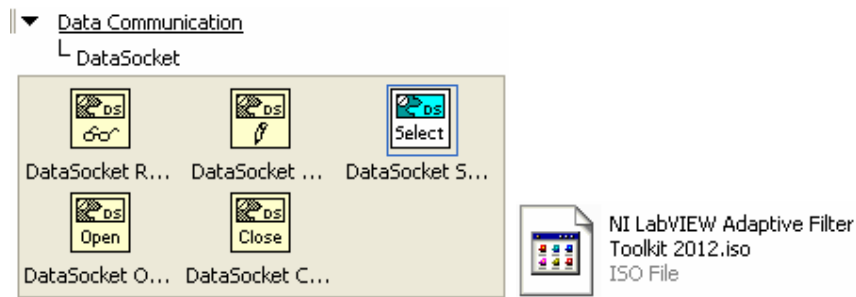 Data Communication
DataSocket
DS
DS
DS
Select
DataSocket R...
DataSocket ...
DataSocket S...
DS
Open
DS
Close
DataSocket O...
DataSocket C...
NI LabVIEW Adaptive Filter
Toolkit 2012.iso
ISO File